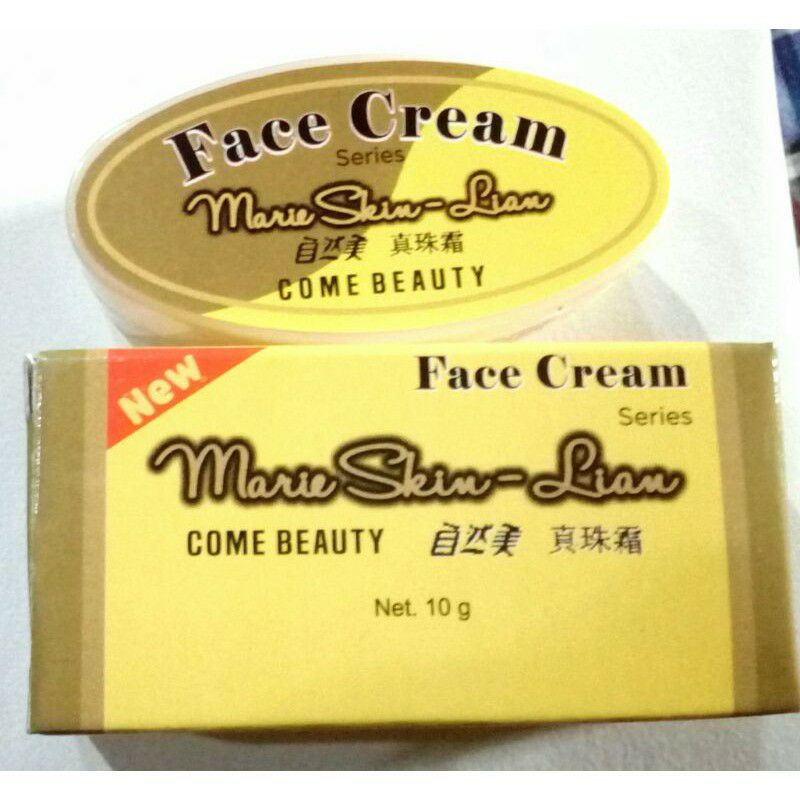 Face Cream
Series
Marie Skin-Lian
自然美 真珠霜
COME BEAUTY
New
Face Cream
Series
Marie Skin-Lian
COME BEAUTY 自然美 真珠霜
Net. 10 g